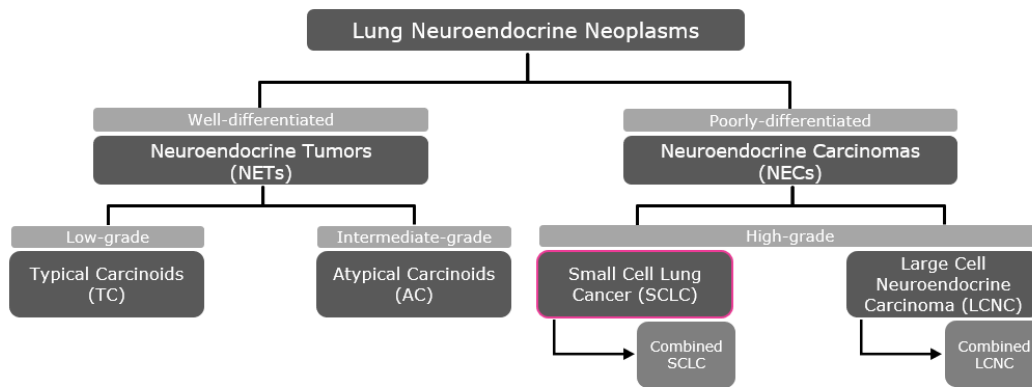 Lung Neuroendocrine Neoplasms
Well-differentiated
Neuroendocrine Tumors
(NETs)
Poorly-differentiated
Neuroendocrine Carcinomas
(NECs)
Low-grade
Typical Carcinoids
(TC)
Intermediate-grade
Atypical Carcinoids
(AC)
High-grade
Small Cell Lung
Cancer (SCLC)
Large Cell
Neuroendocrine
Carcinoma (LCNC)
Combined
SCLC
Combined
LCNC